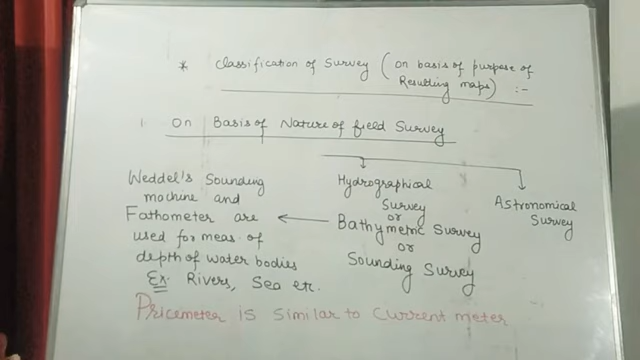 * Classification of Survey (on basis of purpose of
Resulting maps) :-
1. On Basis of Nature of field Survey
Weddel's Sounding
machine and
Fathometer are
used for meas. of
depth of water bodies
Ex. Rivers, Sea etc.
Hydrographical
Survey
or
Bathymetric Survey
or
Sounding Survey
Astronomical
Survey
Pricemeter is similar to current meter